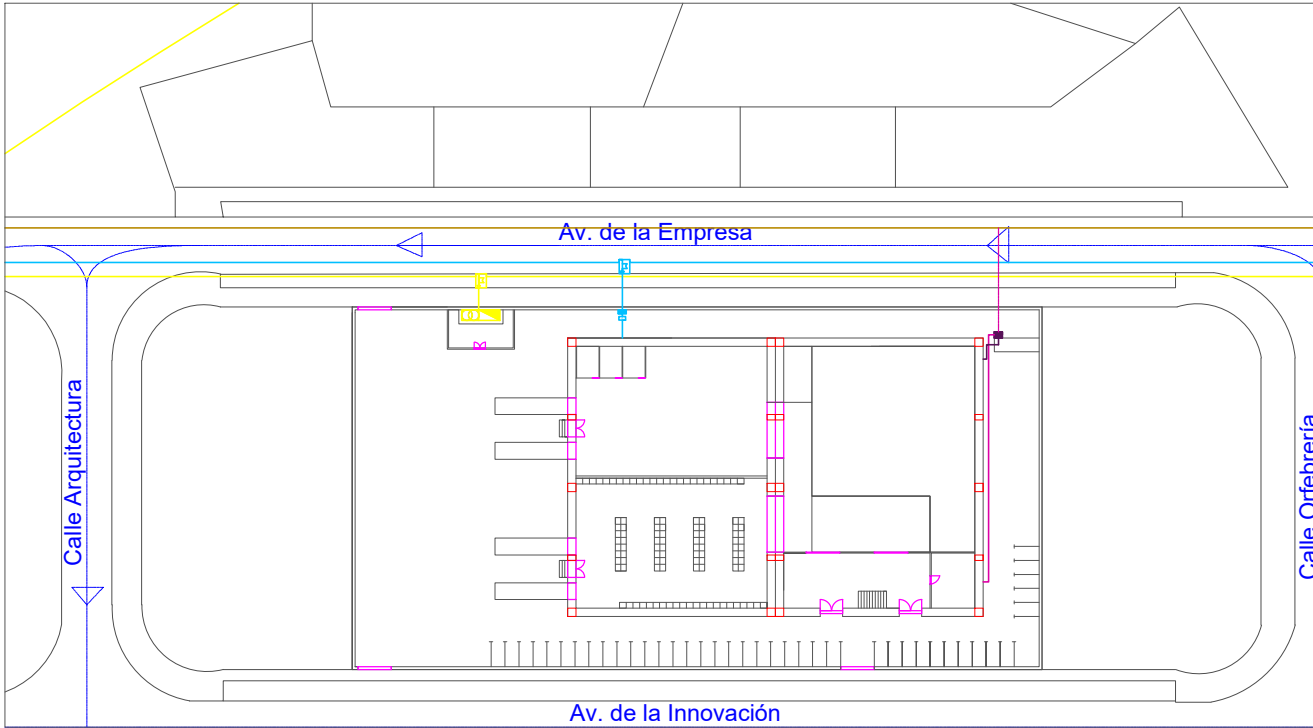 Av. de la Empresa
Calle Arquitectura
Calle Orfebrería
Av. de la Innovación